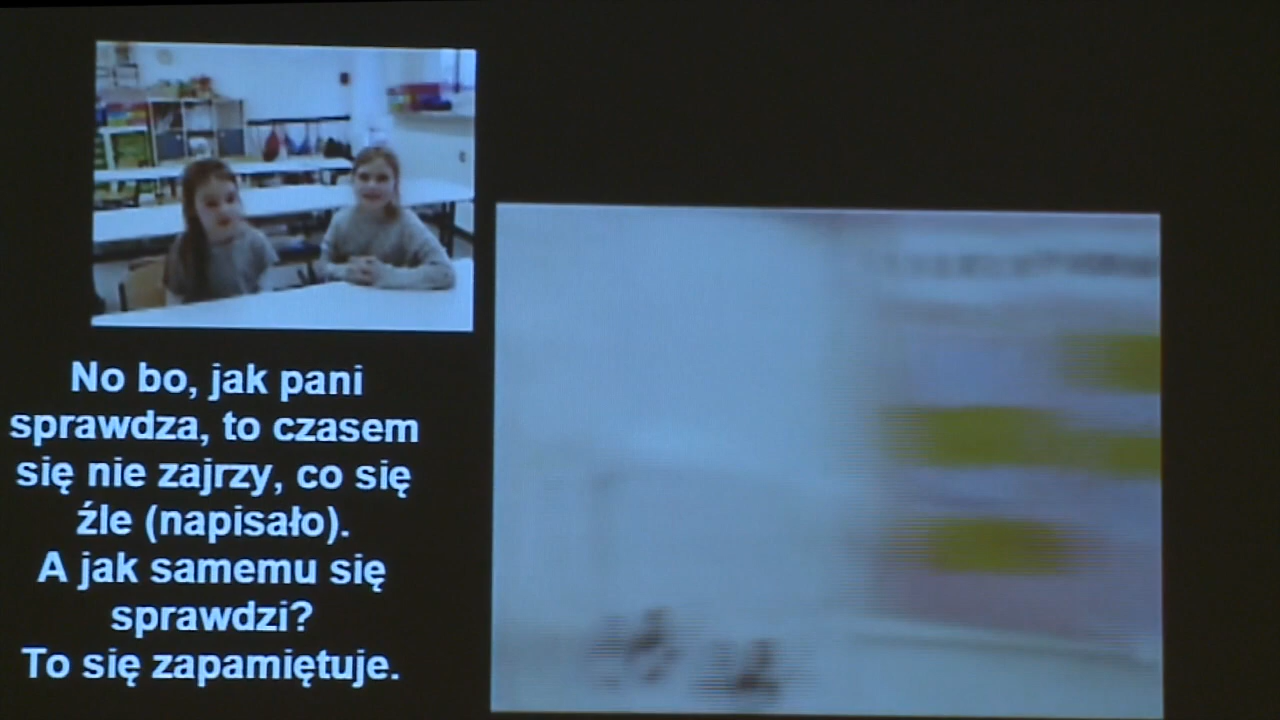 No bo, jak pani
sprawdza, to czasem
się nie zajrzy, co się
źle (napisało).
A jak samemu się
sprawdzi?
To się zapamiętuje.